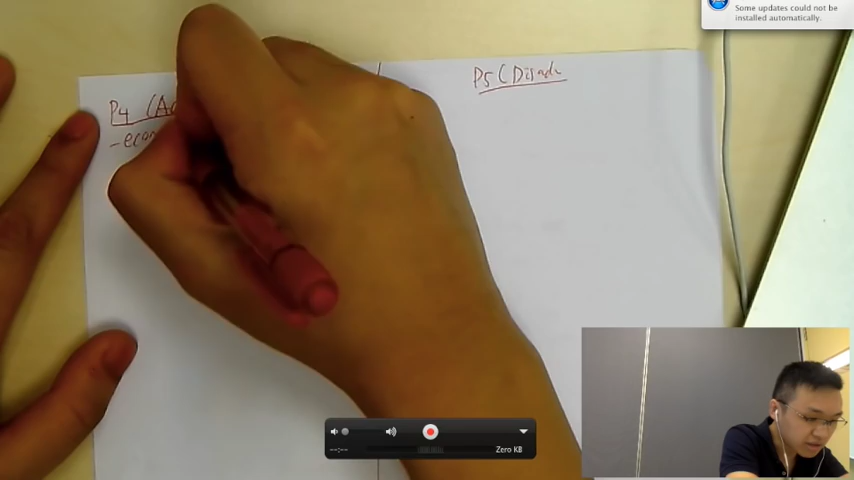 Some updates could not be
installed automatically.
P5 (Disadv
P4 (Ad
-econ
--:--
Zero KB